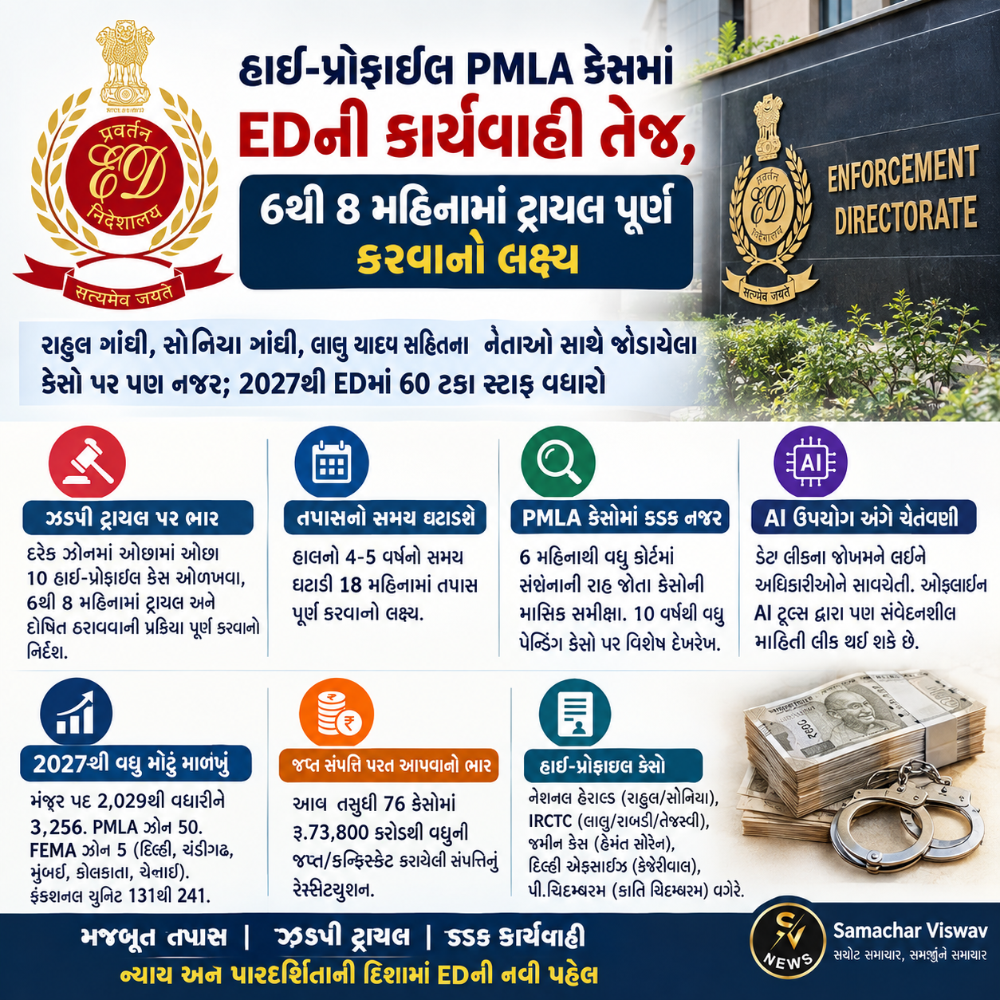 प्रवर्तन
ED
निदेशालय
सत्यमेव जयते
હાઈ-પ્રોફાઈલ PMLA કેસમાં
EDની કાર્યવાહી તેજ,
6થી 8 મહિનામાં ટ્રાયલ પૂર્ણ
કરવાનો લક્ષ્ય
प्रवर्तन
ED
निदेशालय
सत्यमेव जयते
ENFORCEMENT
DIRECTORATE
રાહુલ ગાંધી, સોનિયા ગાંધી, લાલુ યાદવ સહિતના નેતાઓ સાથે જોડાયેલા
કેસો પર પણ નજર; 2027થી EDમાં 60 ટકા સ્ટાફ વધારો
ઝડપી ટ્રાયલ પર ભાર
દરેક ઝોનમાં ઓછામાં ઓછા
10 હાઈ-પ્રોફાઈલ કેસ ઓળખવા,
6થી 8 મહિનામાં ટ્રાયલ અને
દોષિત ઠરાવવાની પ્રક્રિયા પૂર્ણ કરવાનો
નિર્દેશ.
તપાસનો સમય ઘટાડશે
હાલનો 4-5 વર્ષનો સમય
ઘટાડી 18 મહિનામાં તપાસ
પૂર્ણ કરવાનો લક્ષ્ય.
PMLA કેસોમાં કડક નજર
6 મહિનાથી વધુ કોર્ટમાં
સંજ્ઞેનાની રાહ જોતા કેસોની
માસિક સમીક્ષા. 10 વર્ષથી વધુ
પેન્ડિંગ કેસો પર વિશેષ દેખરેખ.
AI
AI ઉપયોગ અંગે ચેતવણી
ડેટા લીકના જોખમને લઈને
અધિકારીઓને સાવચેતી. ઓફલાઈન
AI ટૂલ્સ દ્વારા પણ સંવેદનશીલ
માહિતી લીક થઈ શકે છે.
2027થી વધુ મોટું માળખું
મંજૂર પદ 2,029થી વધારીને
3,256. PMLA ઝોન 50.
FEMA ઝોન 5 (દિલ્હી, ચંડીગઢ,
મુંબઈ, કોલકાતા, ચેન્નાઈ).
ફંકશનલ યુનિટ 131થી 241.
જપ્ત સંપત્તિ પરત આપવાનો ભાર
આવ તસુધી 76 કેસોમાં
રૂ.73,800 કરોડથી વધુની
જપ્ત/કન્ફિસ્કેટ કરાયેલી સંપત્તિનું
રેસ્સિટ્યુશન.
હાઈ-પ્રોફાઇલ કેસો
નેશનલ હેરાલ્ડ (રાહુલ/સોનિયા),
IRCTC (લાલુ/રાબડી/તેજસ્વી),
જમીન કેસ (હેમંત સોરેન),
દિલ્હી એફસાઈઝ (કેજેરીવાલ),
પી.ચિદમ્બરમ (કાતિ ચિદમ્બરમ) વગેરે.
મજબૂત તપાસ | ઝડપી ટ્રાયલ | ડડક કાર્યવાહી
ન્યાય અન પારદર્શિતાની દિશામાં EDની નવી પહેલ
SV
NEWS
Samachar Viswav
સચોટ સમાચાર, સમજીને સમાચાર